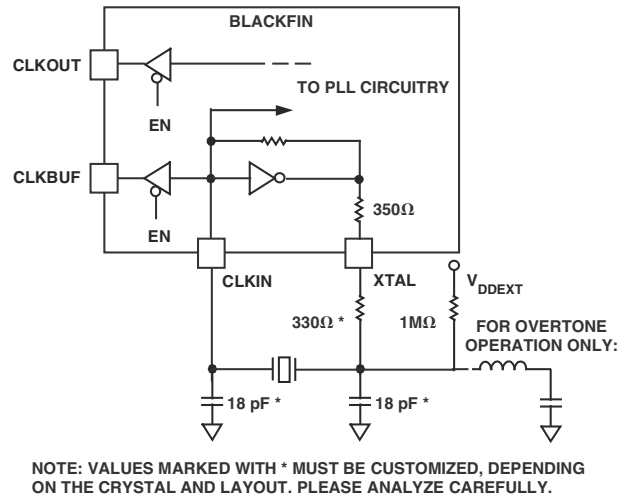 BLACKFIN
CLKOUT
TO PLL CIRCUITRY
EN
CLKBUF
350Ω
EN
CLKIN
XTAL
V_DDEXT
330Ω *
1MΩ
FOR OVERTONE
OPERATION ONLY:
18 pF *
18 pF *
NOTE: VALUES MARKED WITH * MUST BE CUSTOMIZED, DEPENDING
ON THE CRYSTAL AND LAYOUT. PLEASE ANALYZE CAREFULLY.